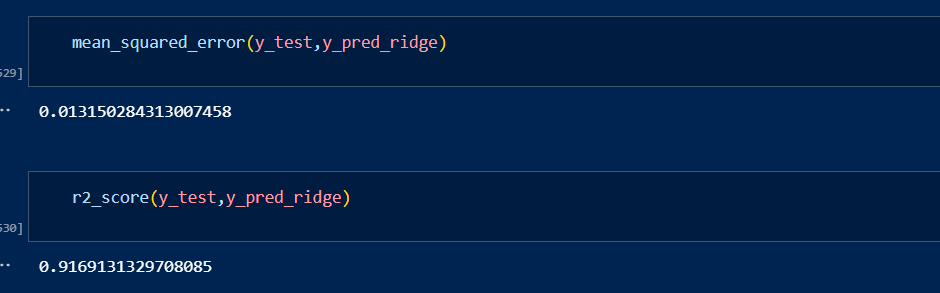 mean_squared_error(y_test,y_pred_ridge)
529]
0.013150284313007458
r2_score(y_test,y_pred_ridge)
530]
0.9169131329708085